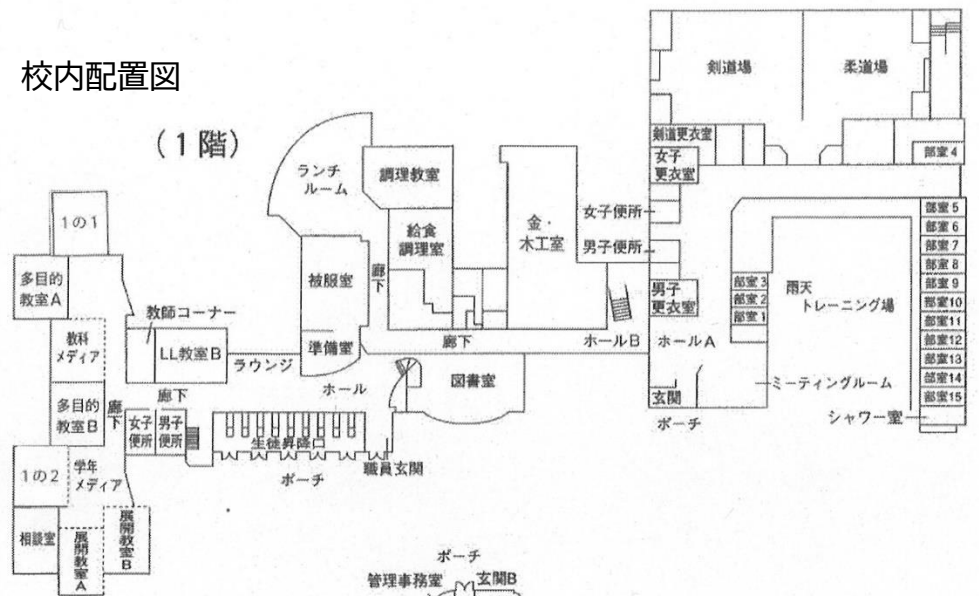 校内配置図
（１階）
ランチ
ルーム
調理教室
給食
調理室
被服室
廊下
準備室
金・
木工室
女子便所
男子便所
剣道場
柔道場
剣道更衣室
女子
更衣室
男子
更衣室
部室4
部室5
部室6
部室7
部室8
部室9
部室10
部室11
部室12
部室13
部室14
部室15
シャワー室
部室3
部室2
部室1
雨天
トレーニング場
ミーティングルーム
ホールA
ホールB
玄関
ポーチ
廊下
図書室
ホール
ラウンジ
1の1
多目的
教室A
教科
メディア
教師コーナー
LL教室B
廊下
多目的
教室B
廊下
女子
便所
男子
便所
生徒昇降口
職員玄関
ポーチ
1の2
学年
メディア
相談室
展開教室A
展開教室B
ポーチ
管理事務室
玄関B